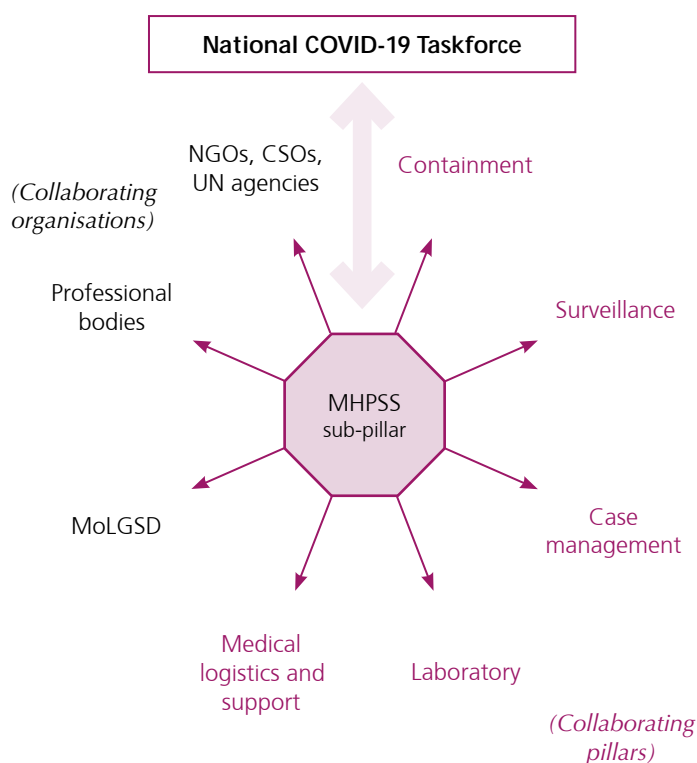 National COVID-19 Taskforce
NGOs, CSOs,
UN agencies
Containment
(Collaborating
organisations)
Professional
bodies
Surveillance
MHPSS
sub-pillar
MoLGSD
Case
management
Medical
logistics and
support
Laboratory
(Collaborating
pillars)